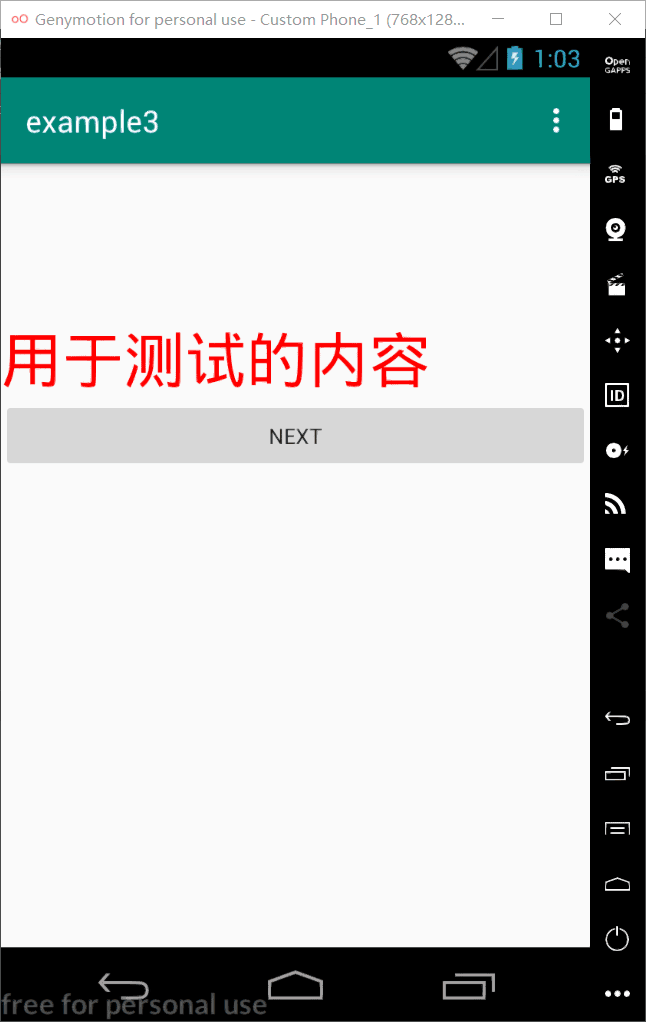 Genymotion for personal use - Custom Phone_1 (768x128...
1:03
Open
GAPPS
example3
GPS
用于测试的内容
NEXT
ID
free for personal use